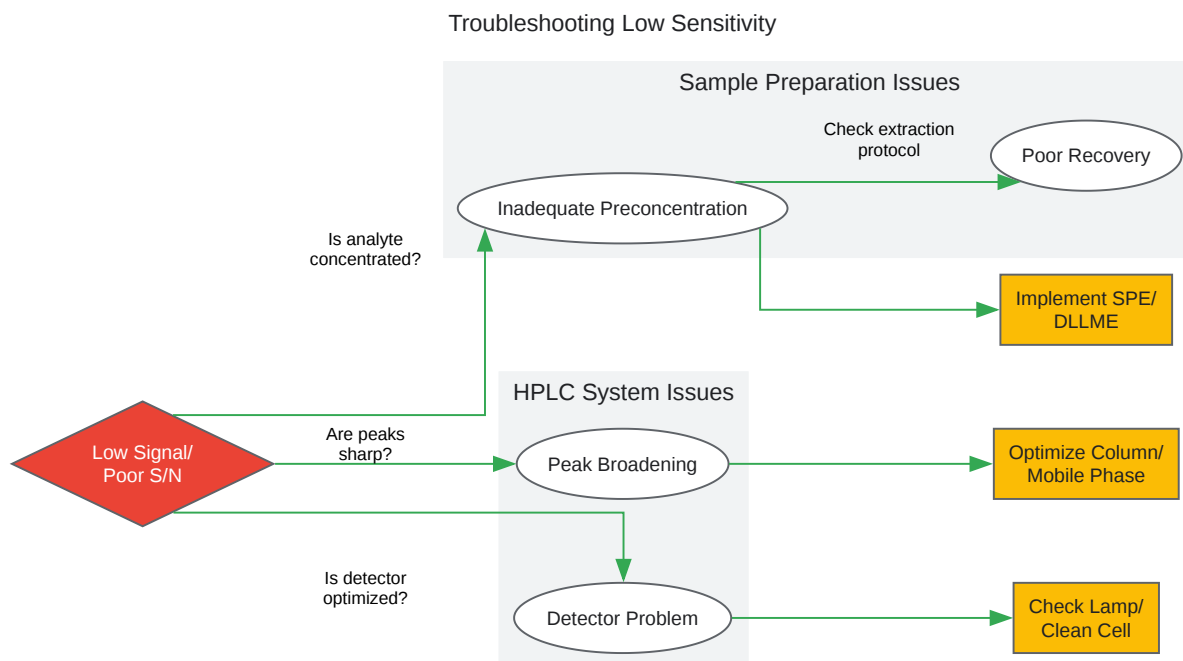 Troubleshooting Low Sensitivity
Sample Preparation Issues
Check extraction
protocol
Poor Recovery
Inadequate Preconcentration
Is analyte
concentrated?
Implement SPE/
DLLME
HPLC System Issues
Low Signal/
Poor S/N
Are peaks
sharp?
Peak Broadening
Optimize Column/
Mobile Phase
Is detector
optimized?
Detector Problem
Check Lamp/
Clean Cell